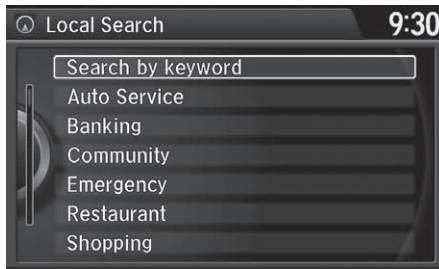 Local Search
9:30
Search by keyword
Auto Service
Banking
Community
Emergency
Restaurant
Shopping